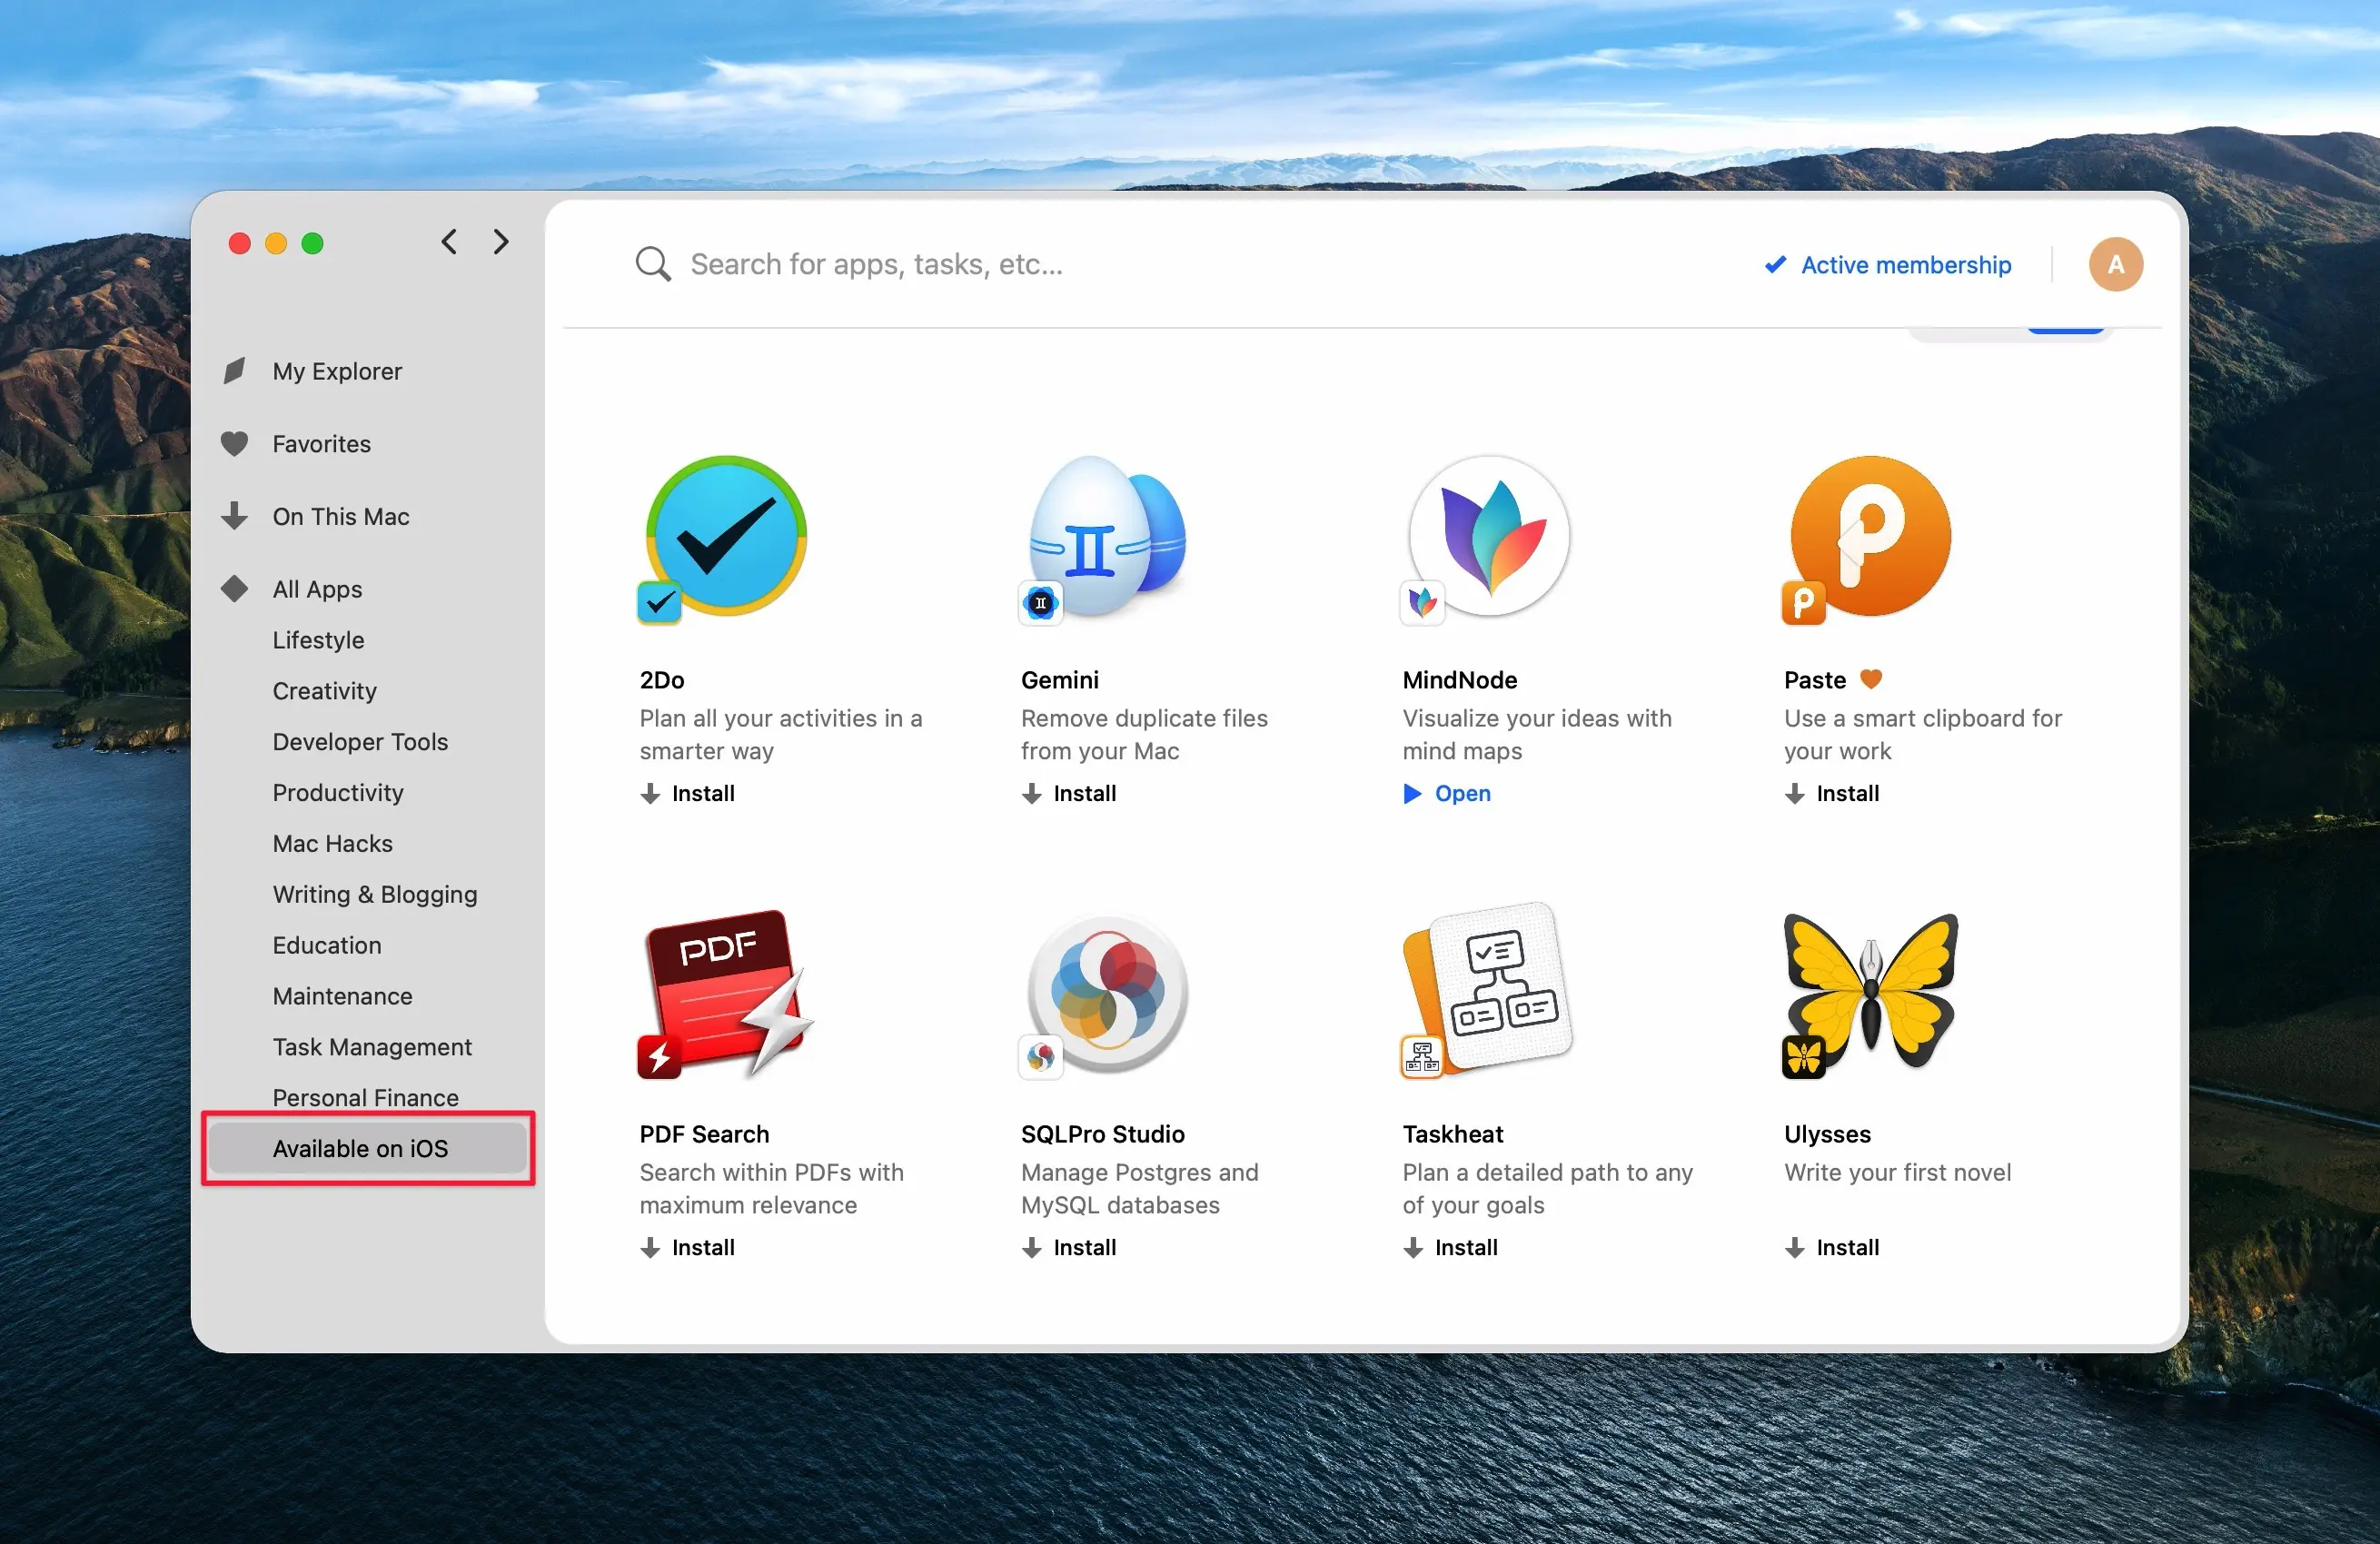 Search for apps, tasks, etc...
Active membership
A
My Explorer
Favorites
On This Mac
All Apps
Lifestyle
Creativity
Developer Tools
Productivity
Mac Hacks
Writing & Blogging
Education
Maintenance
Task Management
Personal Finance
Available on iOS
2Do
Plan all your activities in a
smarter way
Install
Gemini
Remove duplicate files
from your Mac
Install
MindNode
Visualize your ideas with
mind maps
Open
Paste
Use a smart clipboard for
your work
Install
PDF
PDF Search
Search within PDFs with
maximum relevance
Install
SQLPro Studio
Manage Postgres and
MySQL databases
Install
Taskheat
Plan a detailed path to any
of your goals
Install
Ulysses
Write your first novel
Install